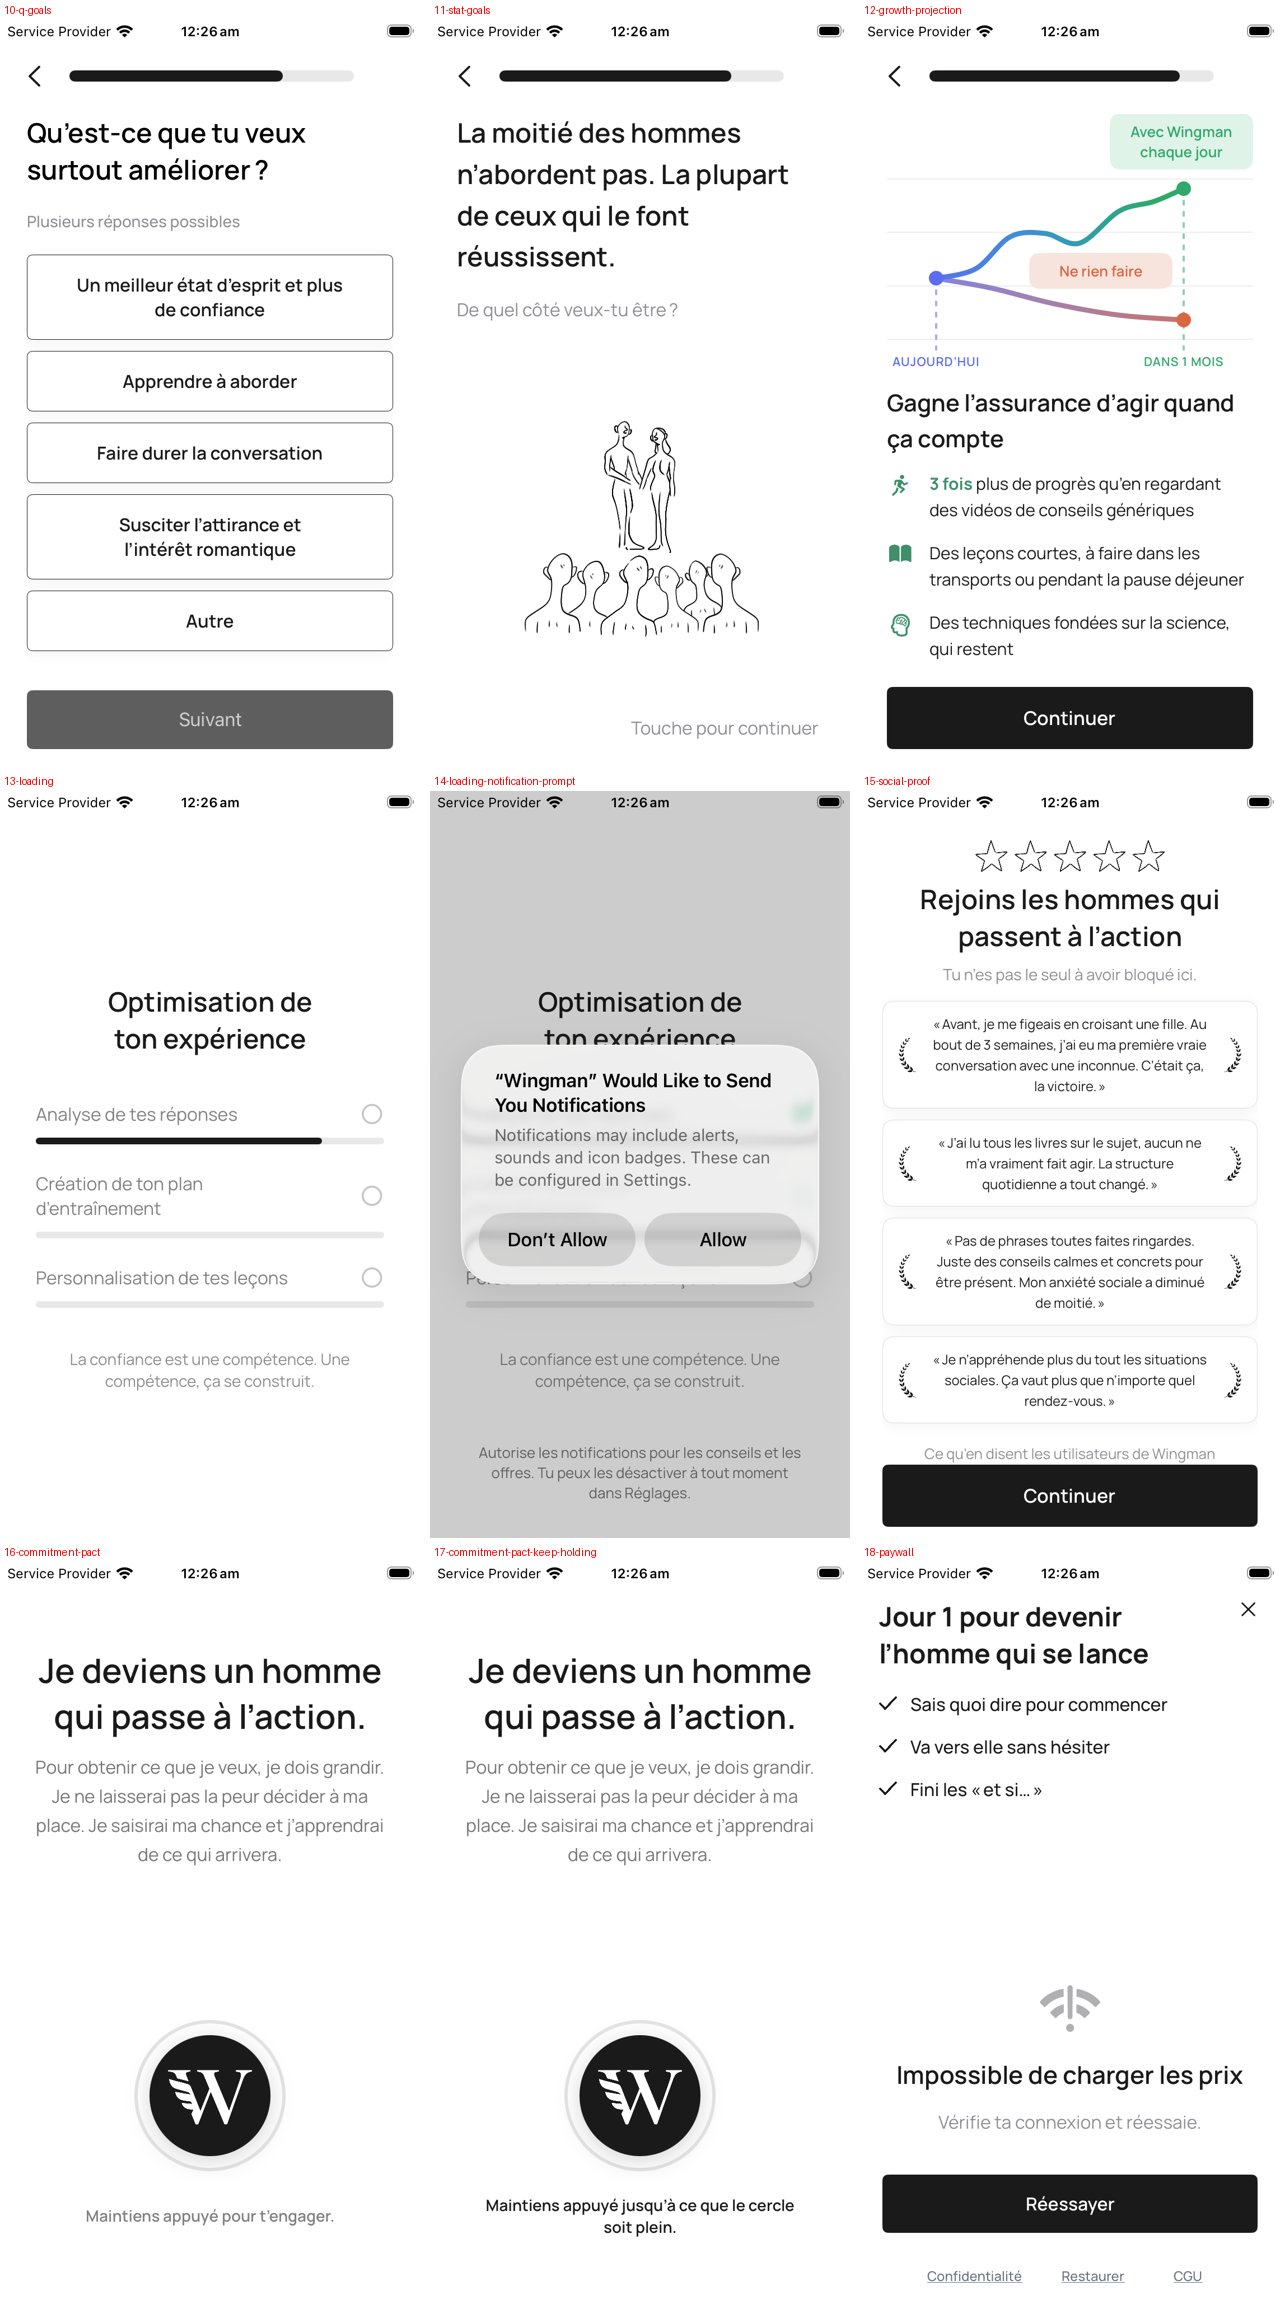 10-q-goals
Service Provider 12:26 am
Qu’est-ce que tu veux
surtout améliorer ?
Plusieurs réponses possibles
Un meilleur état d’esprit et plus
de confiance
Apprendre à aborder
Faire durer la conversation
Susciter l’attirance et
l’intérêt romantique
Autre
Suivant
11-stat-goals
Service Provider 12:26 am
La moitié des hommes
n’abordent pas. La plupart
de ceux qui le font
réussissent.
De quel côté veux-tu être ?
Touche pour continuer
12-growth-projection
Service Provider 12:26 am
Avec Wingman
chaque jour
Ne rien faire
AUJOURD’HUI
DANS 1 MOIS
Gagne l’assurance d’agir quand
ça compte
3 fois plus de progrès qu’en regardant
des vidéos de conseils génériques
Des leçons courtes, à faire dans les
transports ou pendant la pause déjeuner
Des techniques fondées sur la science,
qui restent
Continuer
13-loading
Service Provider 12:26 am
Optimisation de
ton expérience
Analyse de tes réponses
Création de ton plan
d’entraînement
Personnalisation de tes leçons
La confiance est une compétence. Une
compétence, ça se construit.
14-loading-notification-prompt
Service Provider 12:26 am
Optimisation de
ton expérience
“Wingman” Would Like to Send
You Notifications
Notifications may include alerts,
sounds and icon badges. These can
be configured in Settings.
Don’t Allow
Allow
La confiance est une compétence. Une
compétence, ça se construit.
Autorise les notifications pour les conseils et les
offres. Tu peux les désactiver à tout moment
dans Réglages.
15-social-proof
Service Provider 12:26 am
Rejoins les hommes qui
passent à l’action
Tu n’es pas le seul à avoir bloqué ici.
« Avant, je me figeais en croisant une fille. Au
bout de 3 semaines, j’ai eu ma première vraie
conversation avec une inconnue. C’était ça,
la victoire. »
« J’ai lu tous les livres sur le sujet, aucun ne
m’a vraiment fait agir. La structure
quotidienne a tout changé. »
« Pas de phrases toutes faites ringardes.
Juste des conseils calmes et concrets pour
être présent. Mon anxiété sociale a diminué
de moitié. »
« Je n’appréhende plus du tout les situations
sociales. Ça vaut plus que n’importe quel
rendez-vous. »
Ce qu’en disent les utilisateurs de Wingman
Continuer
16-commitment-pact
Service Provider 12:26 am
Je deviens un homme
qui passe à l’action.
Pour obtenir ce que je veux, je dois grandir.
Je ne laisserai pas la peur décider à ma
place. Je saisirai ma chance et j’apprendrai
de ce qui arrivera.
W
Maintiens appuyé pour t’engager.
17-commitment-pact-keep-holding
Service Provider 12:26 am
Je deviens un homme
qui passe à l’action.
Pour obtenir ce que je veux, je dois grandir.
Je ne laisserai pas la peur décider à ma
place. Je saisirai ma chance et j’apprendrai
de ce qui arrivera.
W
Maintiens appuyé jusqu’à ce que le cercle
soit plein.
18-paywall
Service Provider 12:26 am
Jour 1 pour devenir
l’homme qui se lance
Sais quoi dire pour commencer
Va vers elle sans hésiter
Fini les « et si... »
Impossible de charger les prix
Vérifie ta connexion et réessaie.
Réessayer
Confidentialité
Restaurer
CGU